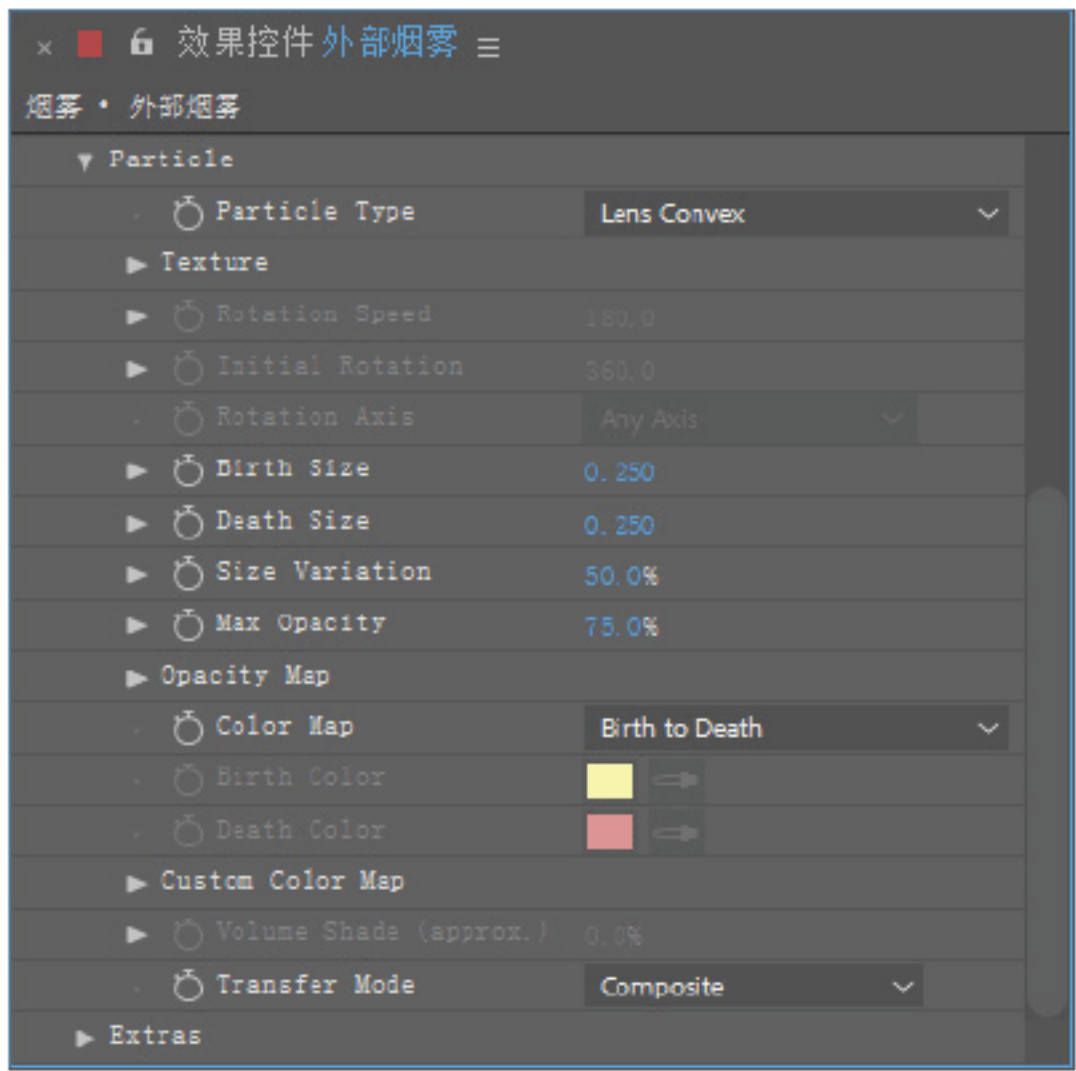 效果控件 外部烟雾
烟雾 • 外部烟雾
Particle
Particle Type Lens Convex
Texture
Rotation Speed 180.0
Initial Rotation 360.0
Rotation Axis Any Axis
Birth Size 0.250
Death Size 0.250
Size Variation 50.0%
Max Opacity 75.0%
Opacity Map
Color Map Birth to Death
Birth Color
Death Color
Custom Color Map
Volume Shade (approx.) 0.0%
Transfer Mode Composite
Extras